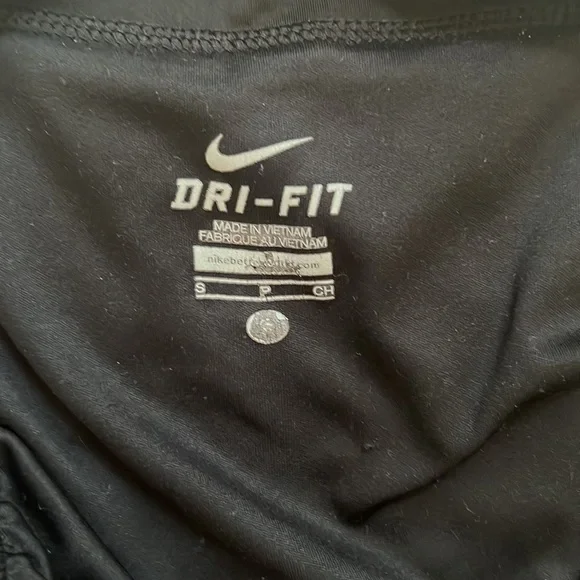 DRI-FIT
MADE IN VIETNAM
FABRIQUE AU VIETNAM
S P CH